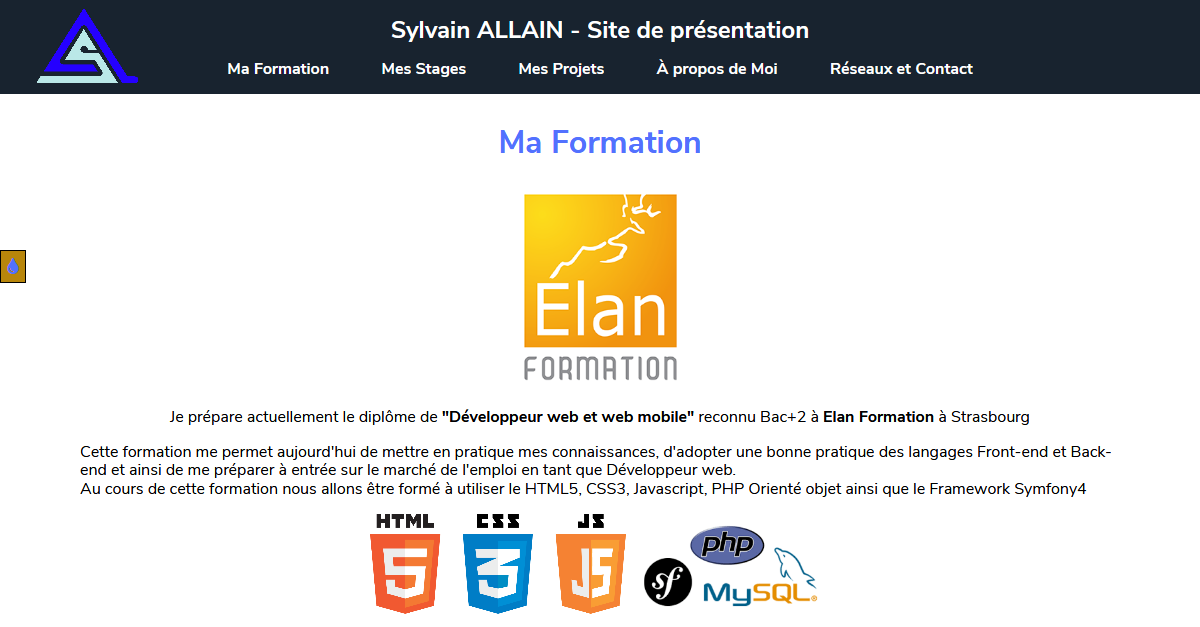 Sylvain ALLAIN - Site de présentation
Ma Formation Mes Stages Mes Projets À propos de Moi Réseaux et Contact
Ma Formation
Élan
FORMATION
Je prépare actuellement le diplôme de "Développeur web et web mobile" reconnu Bac+2 à Elan Formation à Strasbourg
Cette formation me permet aujourd'hui de mettre en pratique mes connaissances, d'adopter une bonne pratique des langages Front-end et Back-
end et ainsi de me préparer à entrée sur le marché de l'emploi en tant que Développeur web.
Au cours de cette formation nous allons être formé à utiliser le HTML5, CSS3, Javascript, PHP Orienté objet ainsi que le Framework Symfony4
HTML CSS JS
5 3 JS sf php MySQL®